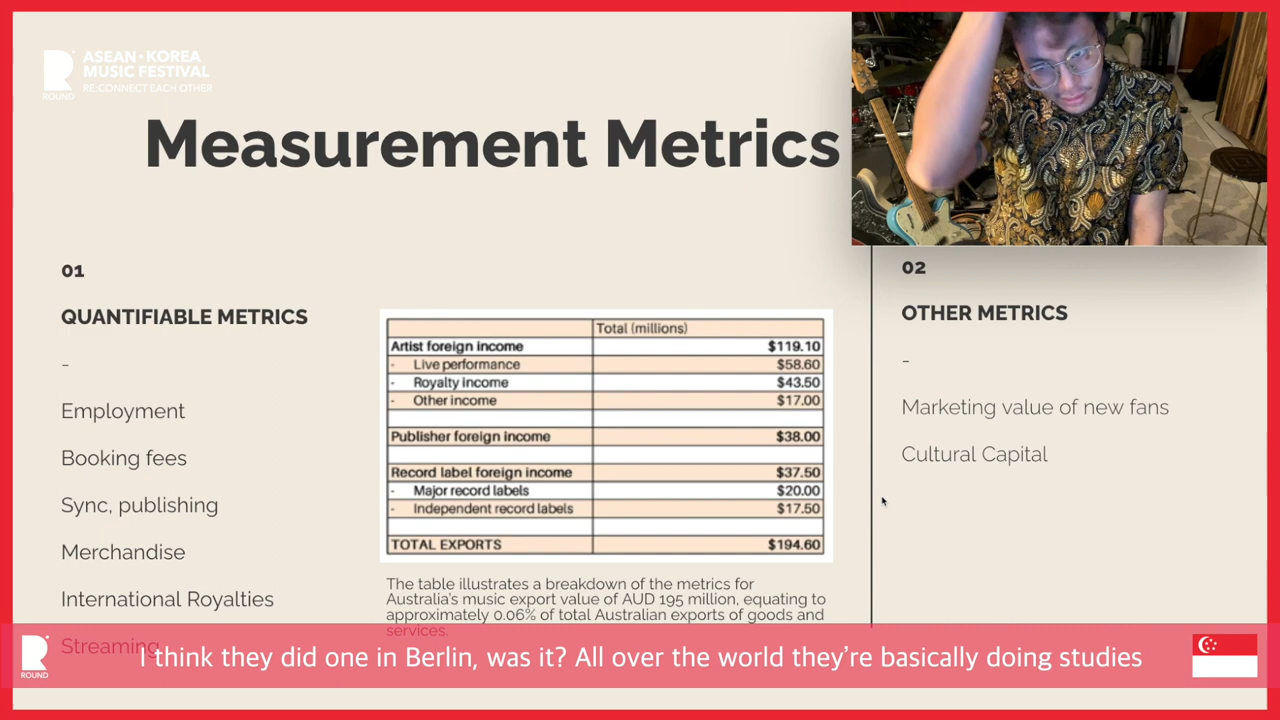 ASEAN•KOREA
MUSIC FESTIVAL
RE:CONNECT EACH OTHER
ROUND
Measurement Metrics
01
QUANTIFIABLE METRICS
-
Employment
Booking fees
Sync, publishing
Merchandise
International Royalties
Streaming
Total (millions)
Artist foreign income $119.10
- Live performance $58.60
- Royalty income $43.50
- Other income $17.00
Publisher foreign income $38.00
Record label foreign income $37.50
- Major record labels $20.00
- Independent record labels $17.50
TOTAL EXPORTS $194.60
The table illustrates a breakdown of the metrics for
Australia's music export value of AUD 195 million, equating to
approximately 0.06% of total Australian exports of goods and
services.
02
OTHER METRICS
-
Marketing value of new fans
Cultural Capital
ROUND
I think they did one in Berlin, was it? All over the world they're basically doing studies